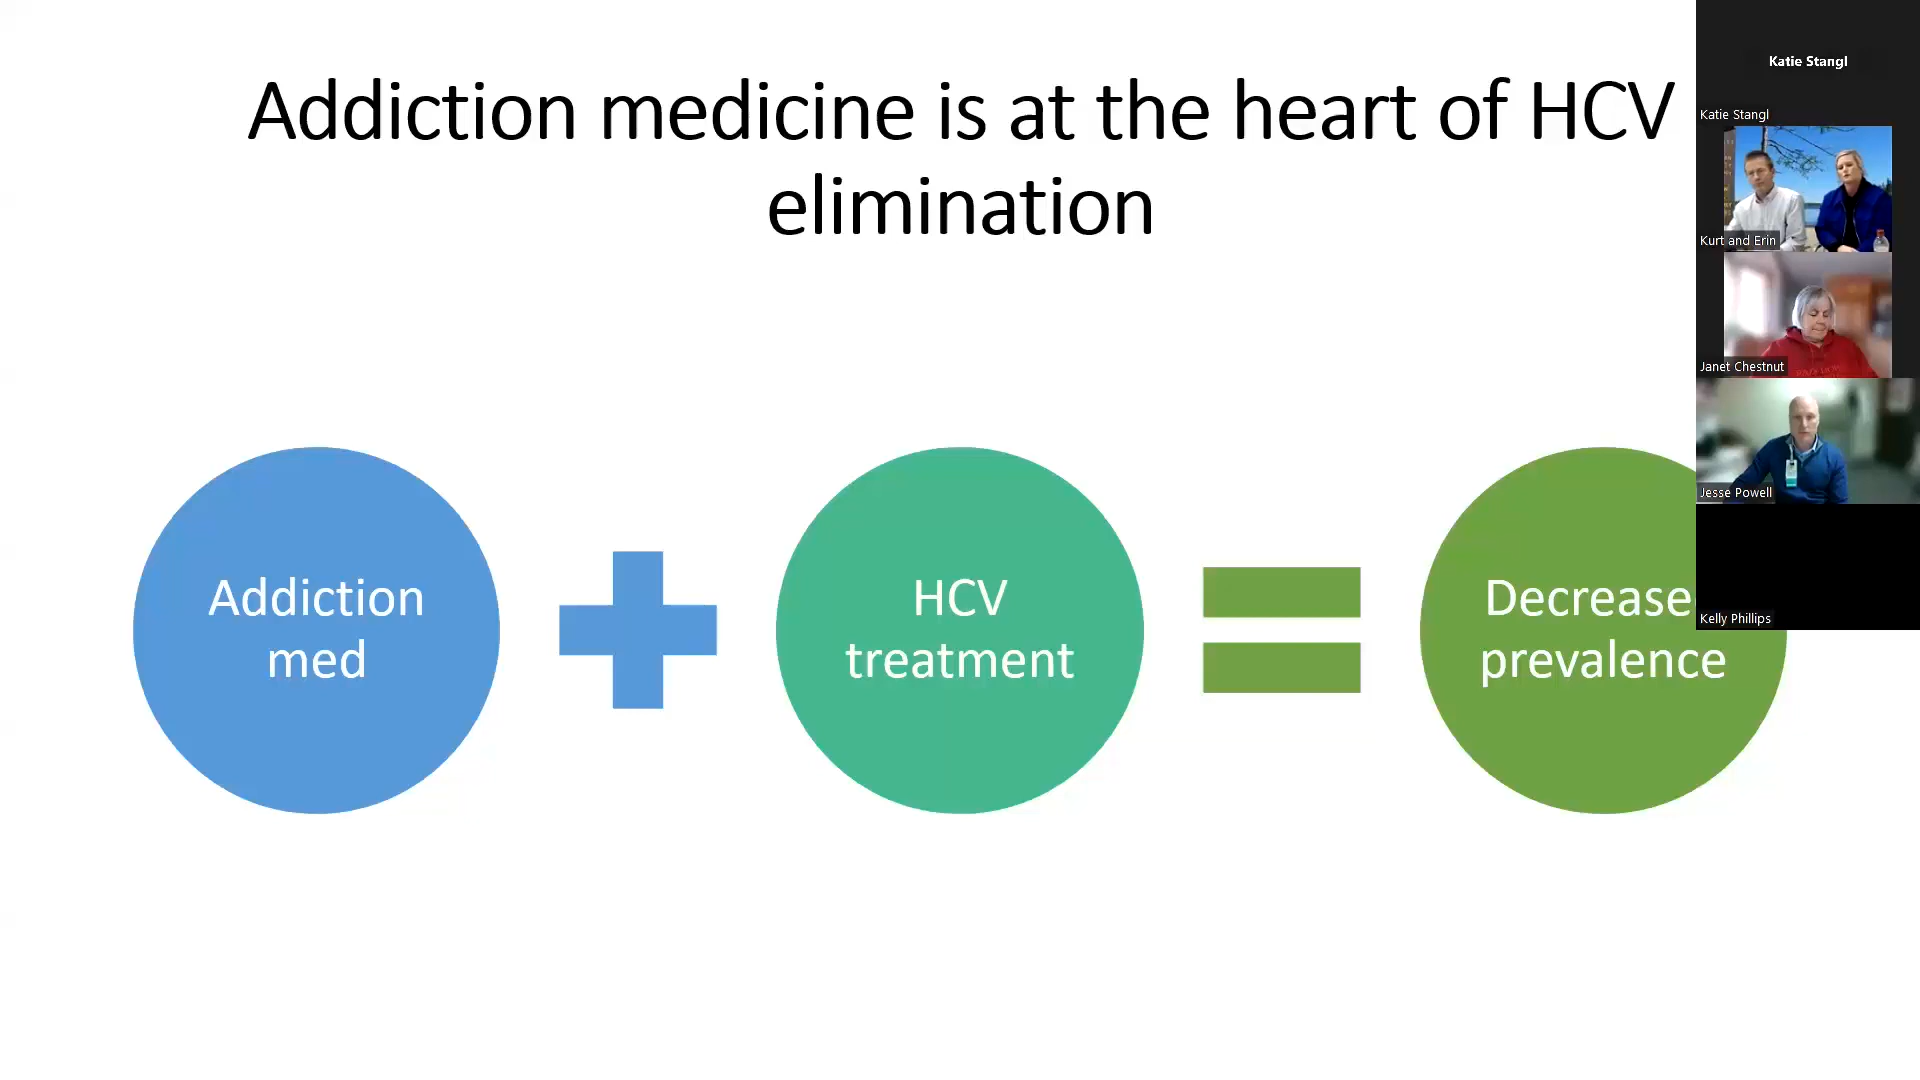 Addiction medicine is at the heart of HCV
elimination
Addiction
med
HCV
treatment
Decrease
prevalence
Katie Stangl
Katie Stangl
Kurt and Erin
Janet Chestnut
Jesse Powell
Kelly Phillips